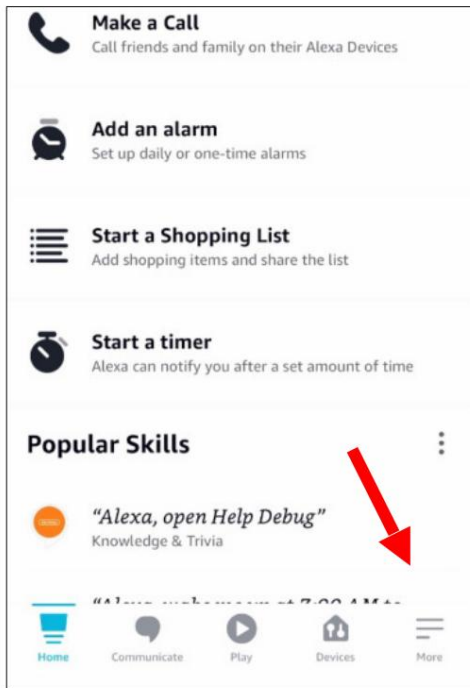 Make a Call
Call friends and family on their Alexa Devices
Add an alarm
Set up daily or one-time alarms
Start a Shopping List
Add shopping items and share the list
Start a timer
Alexa can notify you after a set amount of time
Popular Skills
“Alexa, open Help Debug”
Knowledge & Trivia
Home Communicate Play Devices More